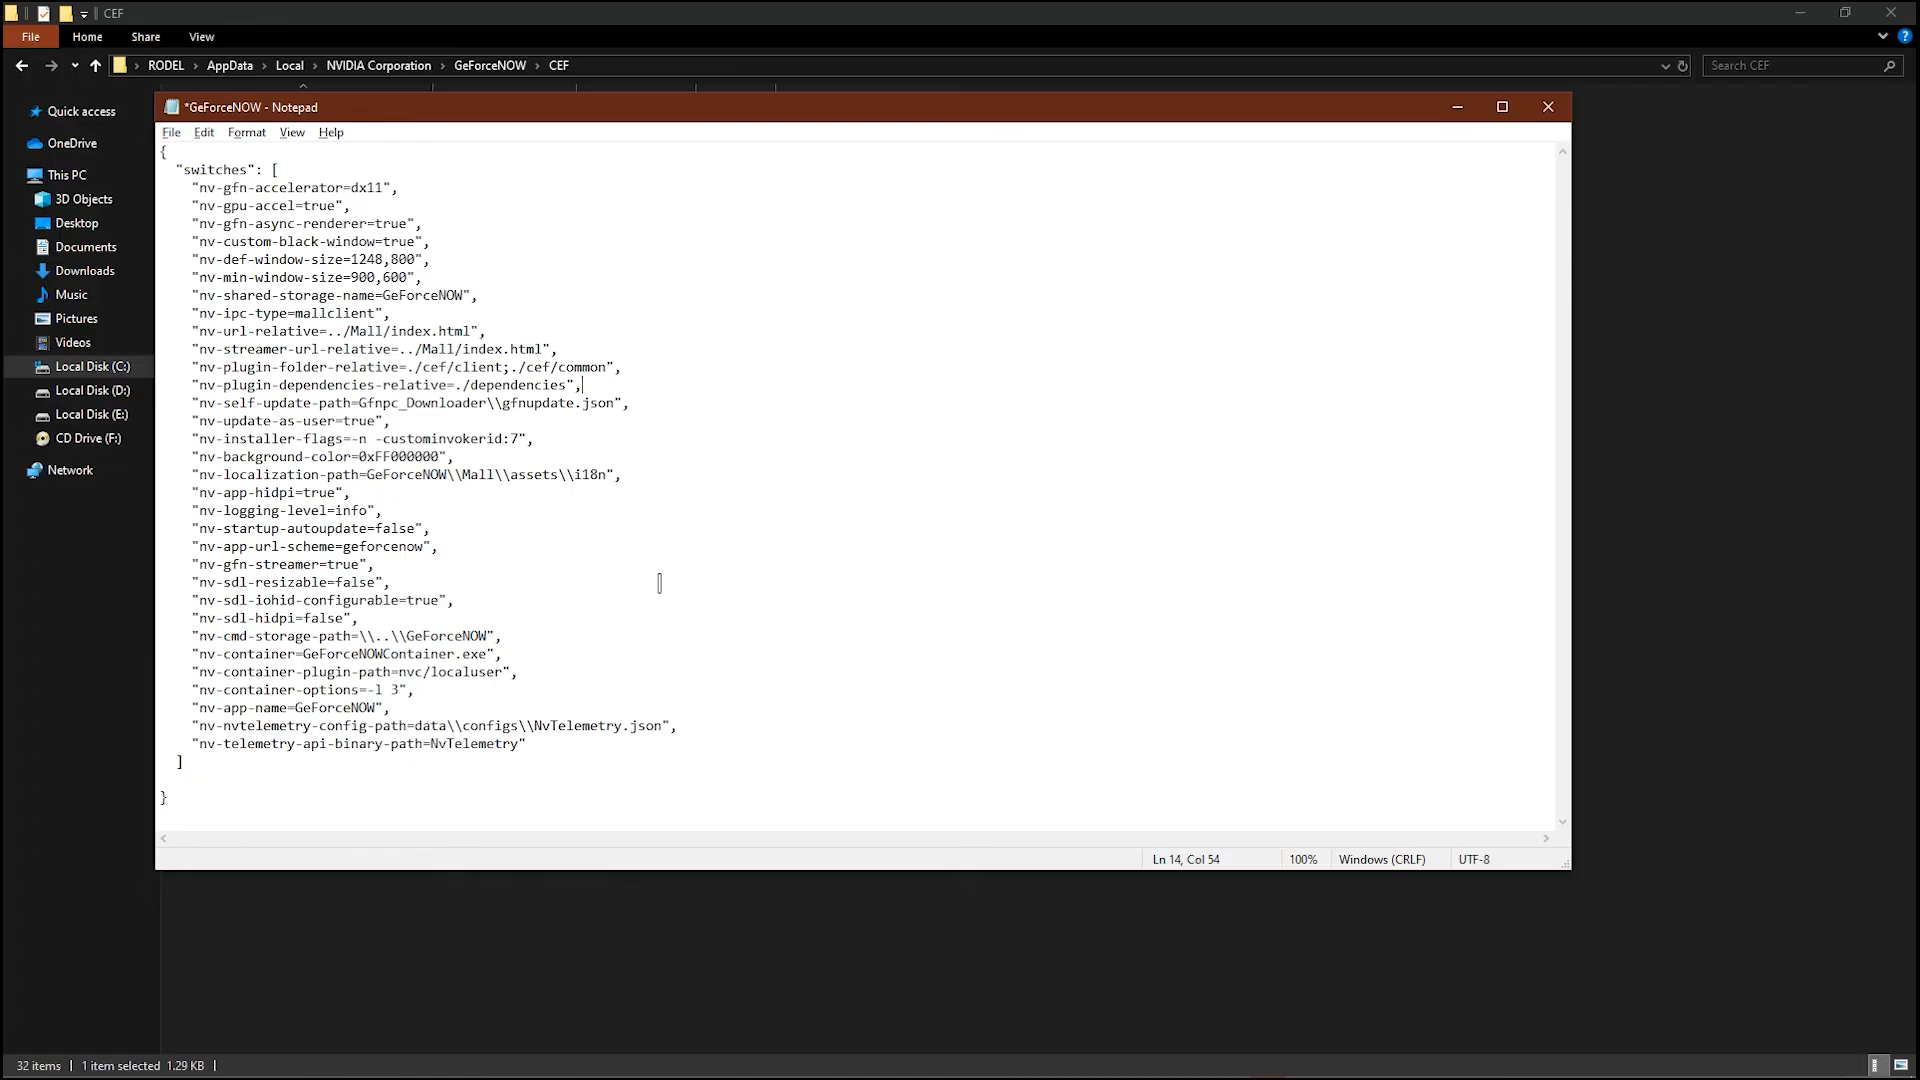 CEF
File Home Share View
RODEL > AppData > Local > NVIDIA Corporation > GeForceNOW > CEF
Search CEF
*GeForceNOW - Notepad
File Edit Format View Help
Quick access
OneDrive
This PC
3D Objects
Desktop
Documents
Downloads
Music
Pictures
Videos
Local Disk (C:)
Local Disk (D:)
Local Disk (E:)
CD Drive (F:)
Network
{
"switches": [
"nv-gfn-accelerator=dx11",
"nv-gpu-accel=true",
"nv-gfn-async-renderer=true",
"nv-custom-black-window=true",
"nv-def-window-size=1248,800",
"nv-min-window-size=900,600",
"nv-shared-storage-name=GeForceNOW",
"nv-ipc-type=mallclient",
"nv-url-relative=../Mall/index.html",
"nv-streamer-url-relative=../Mall/index.html",
"nv-plugin-folder-relative=./cef/client;./cef/common",
"nv-plugin-dependencies-relative=./dependencies",
"nv-self-update-path=Gfnpc_Downloader\\gfnupdate.json",
"nv-update-as-user=true",
"nv-installer-flags=-n -custominvokerid:7",
"nv-background-color=0xFF000000",
"nv-localization-path=GeForceNOW\\Mall\\assets\\i18n",
"nv-app-hidpi=true",
"nv-logging-level=info",
"nv-startup-autoupdate=false",
"nv-app-url-scheme=geforcenow",
"nv-gfn-streamer=true",
"nv-sdl-resizable=false",
"nv-sdl-iohid-configurable=true",
"nv-sdl-hidpi=false",
"nv-cmd-storage-path=\\..\\GeForceNOW",
"nv-container=GeForceNOWContainer.exe",
"nv-container-plugin-path=nvc/localuser",
"nv-container-options=-l 3",
"nv-app-name=GeForceNOW",
"nv-nvtelemetry-config-path=data\\configs\\NvTelemetry.json",
"nv-telemetry-api-binary-path=NvTelemetry"
]
}
Ln 14, Col 54 100% Windows (CRLF) UTF-8
32 items 1 item selected 1.29 KB